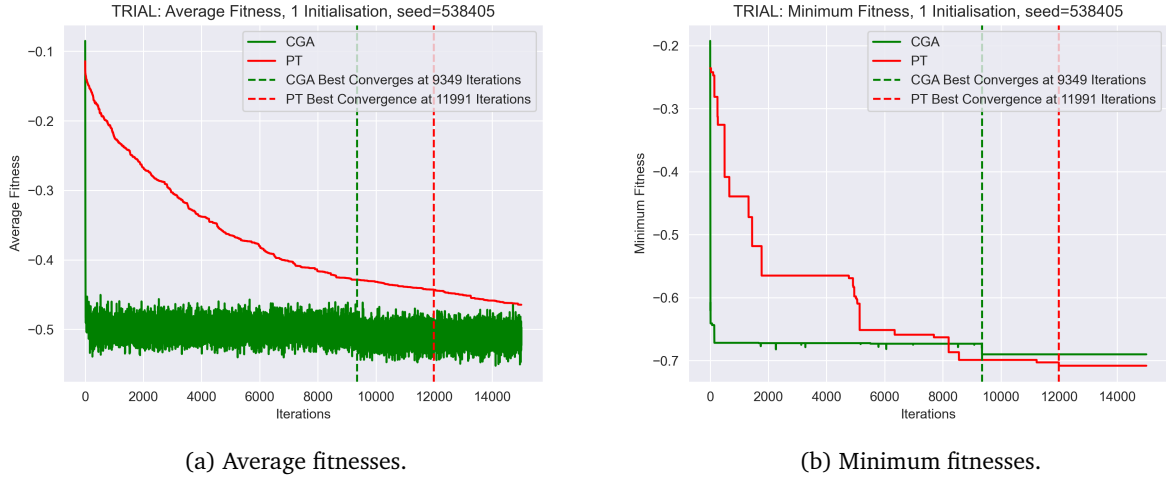 TRIAL: Average Fitness, 1 Initialisation, seed=538405
CGA
PT
CGA Best Converges at 9349 Iterations
PT Best Convergence at 11991 Iterations
−0.1
−0.2
−0.3
−0.4
−0.5
Average Fitness
0 2000 4000 6000 8000 10000 12000 14000
Iterations
(a) Average fitnesses.
TRIAL: Minimum Fitness, 1 Initialisation, seed=538405
CGA
PT
CGA Best Converges at 9349 Iterations
PT Best Convergence at 11991 Iterations
−0.2
−0.3
−0.4
−0.5
−0.6
−0.7
Minimum Fitness
0 2000 4000 6000 8000 10000 12000 14000
Iterations
(b) Minimum fitnesses.